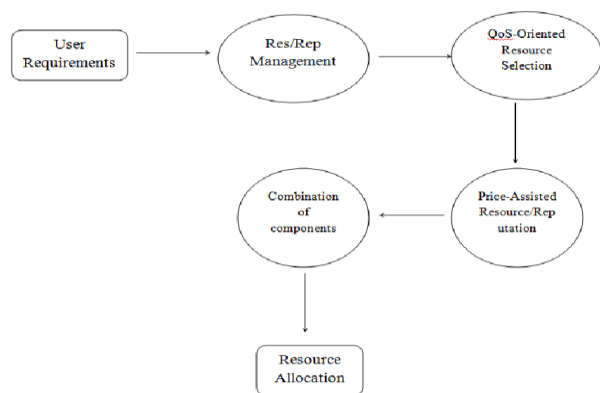 User
Requirements
Res/Rep
Management
QoS-Oriented
Resource
Selection
Price-Assisted
Resource/Rep
utation
Combination
of
components
Resource
Allocation